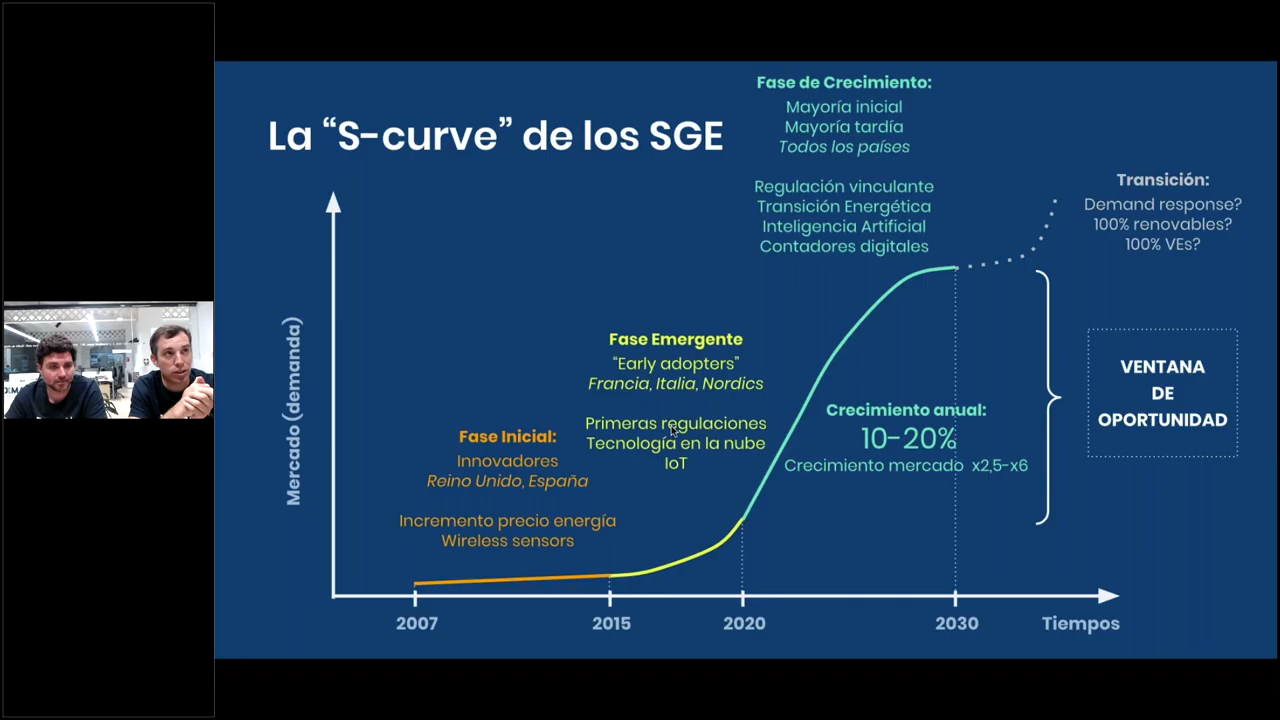 La “S-curve” de los SGE
Fase de Crecimiento:
Mayoría inicial
Mayoría tardía
Todos los países
Regulación vinculante
Transición Energética
Inteligencia Artificial
Contadores digitales
Transición:
Demand response?
100% renovables?
100% VEs?
Fase Emergente
“Early adopters”
Francia, Italia, Nordics
Primeras regulaciones
Tecnología en la nube
IoT
Fase Inicial:
Innovadores
Reino Unido, España
Incremento precio energía
Wireless sensors
Crecimiento anual:
10-20%
Crecimiento mercado x2,5-x6
VENTANA
DE
OPORTUNIDAD
Mercado (demanda)
2007
2015
2020
2030
Tiempos